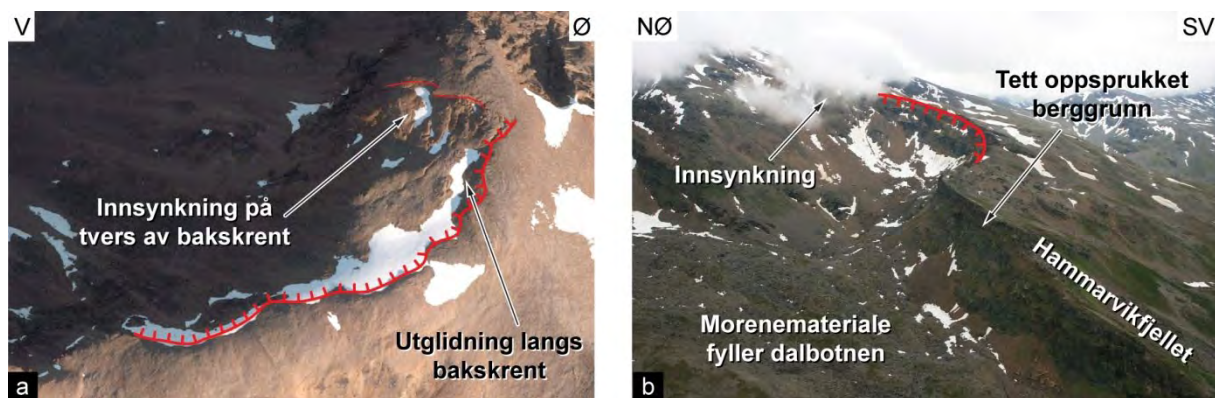 V
Ø
Innsynkning på
tvers av bakskrent
Utglidning langs
bakskrent
a
NØ
SV
Tett oppsprukket
berggrunn
Innsynkning
Hammarvikfjellet
Morenemateriale
fyller dalbotnen
b